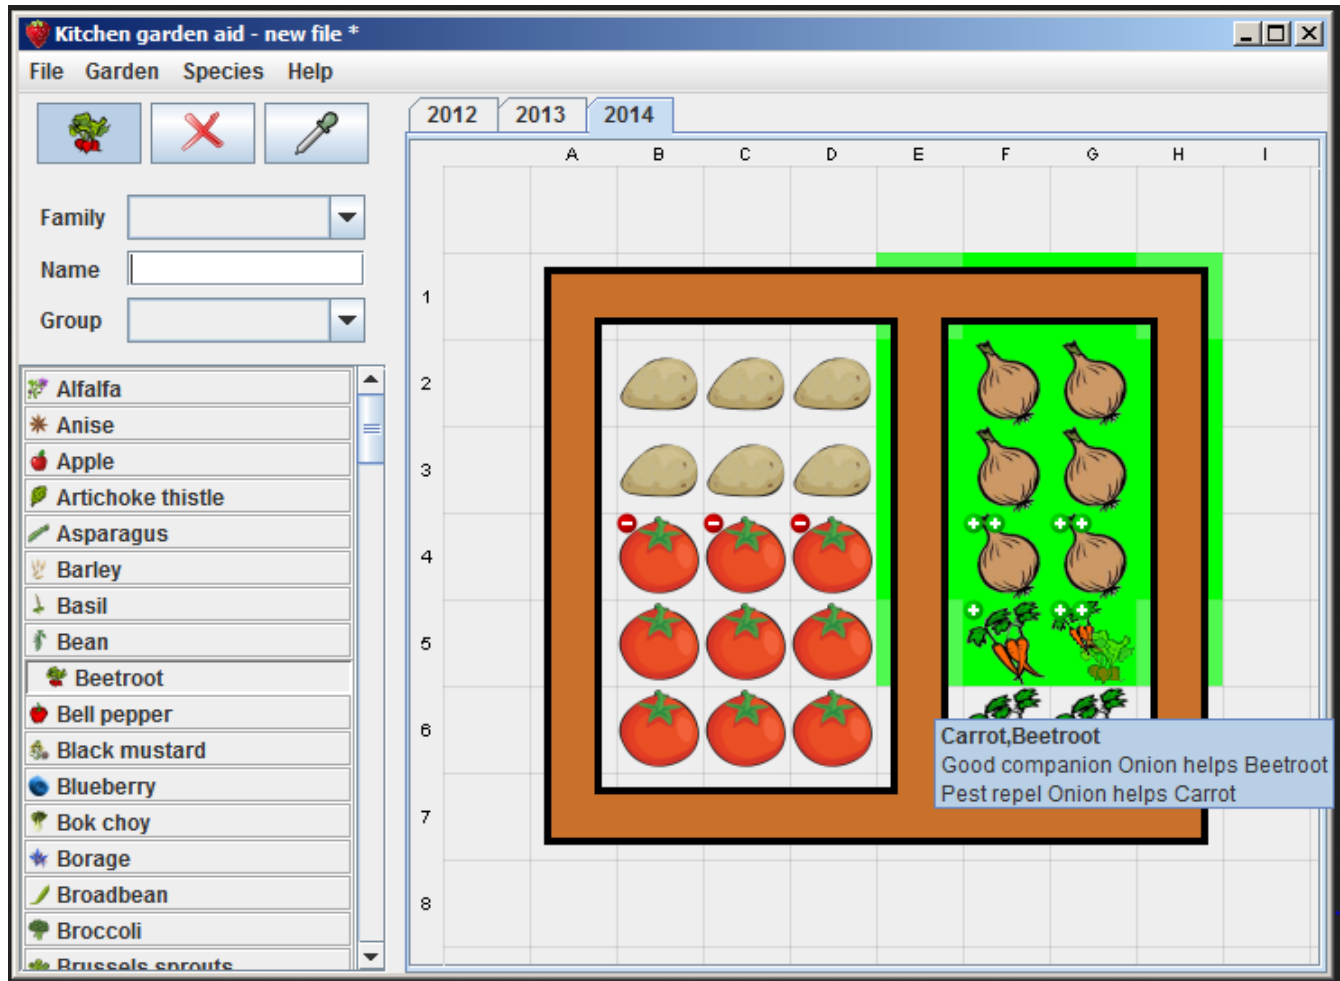 Kitchen garden aid - new file *
File Garden Species Help
2012 2013 2014
A B C D E F G H I
Family
Name
Group
Alfalfa
Anise
Apple
Artichoke thistle
Asparagus
Barley
Basil
Bean
Beetroot
Bell pepper
Black mustard
Blueberry
Bok choy
Borage
Broadbean
Broccoli
Brussels sprouts
1
2
3
4
5
6
7
8
Carrot,Beetroot
Good companion Onion helps Beetroot
Pest repel Onion helps Carrot